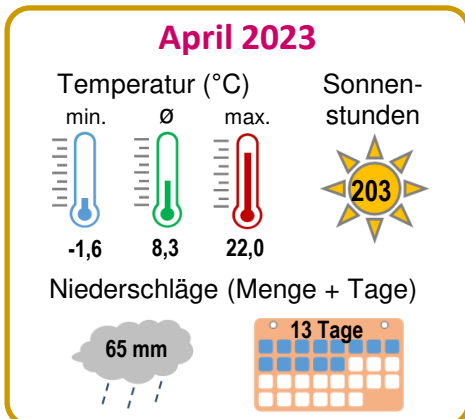 April 2023
Temperatur (°C)
min. ø max.
-1,6 8,3 22,0
Sonnen-
stunden
203
Niederschläge (Menge + Tage)
65 mm
13 Tage